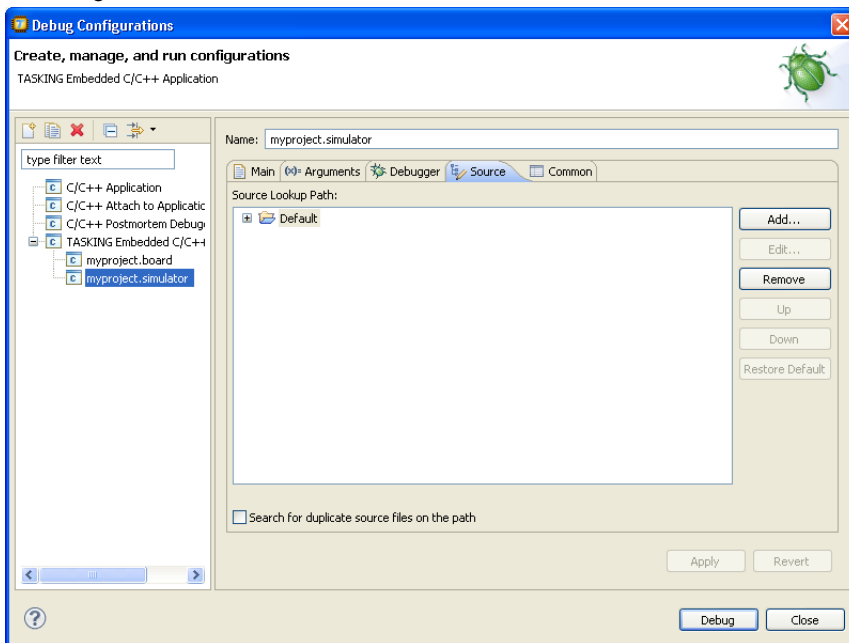 Debug Configurations
Create, manage, and run configurations
TASKING Embedded C/C++ Application
type filter text
C/C++ Application
C/C++ Attach to Applicatic
C/C++ Postmortem Debug
TASKING Embedded C/C++
myproject.board
myproject.simulator
Name: myproject.simulator
Main (x)= Arguments Debugger Source Common
Source Lookup Path:
Default
Add...
Edit...
Remove
Up
Down
Restore Default
Search for duplicate source files on the path
Apply Revert
Debug Close